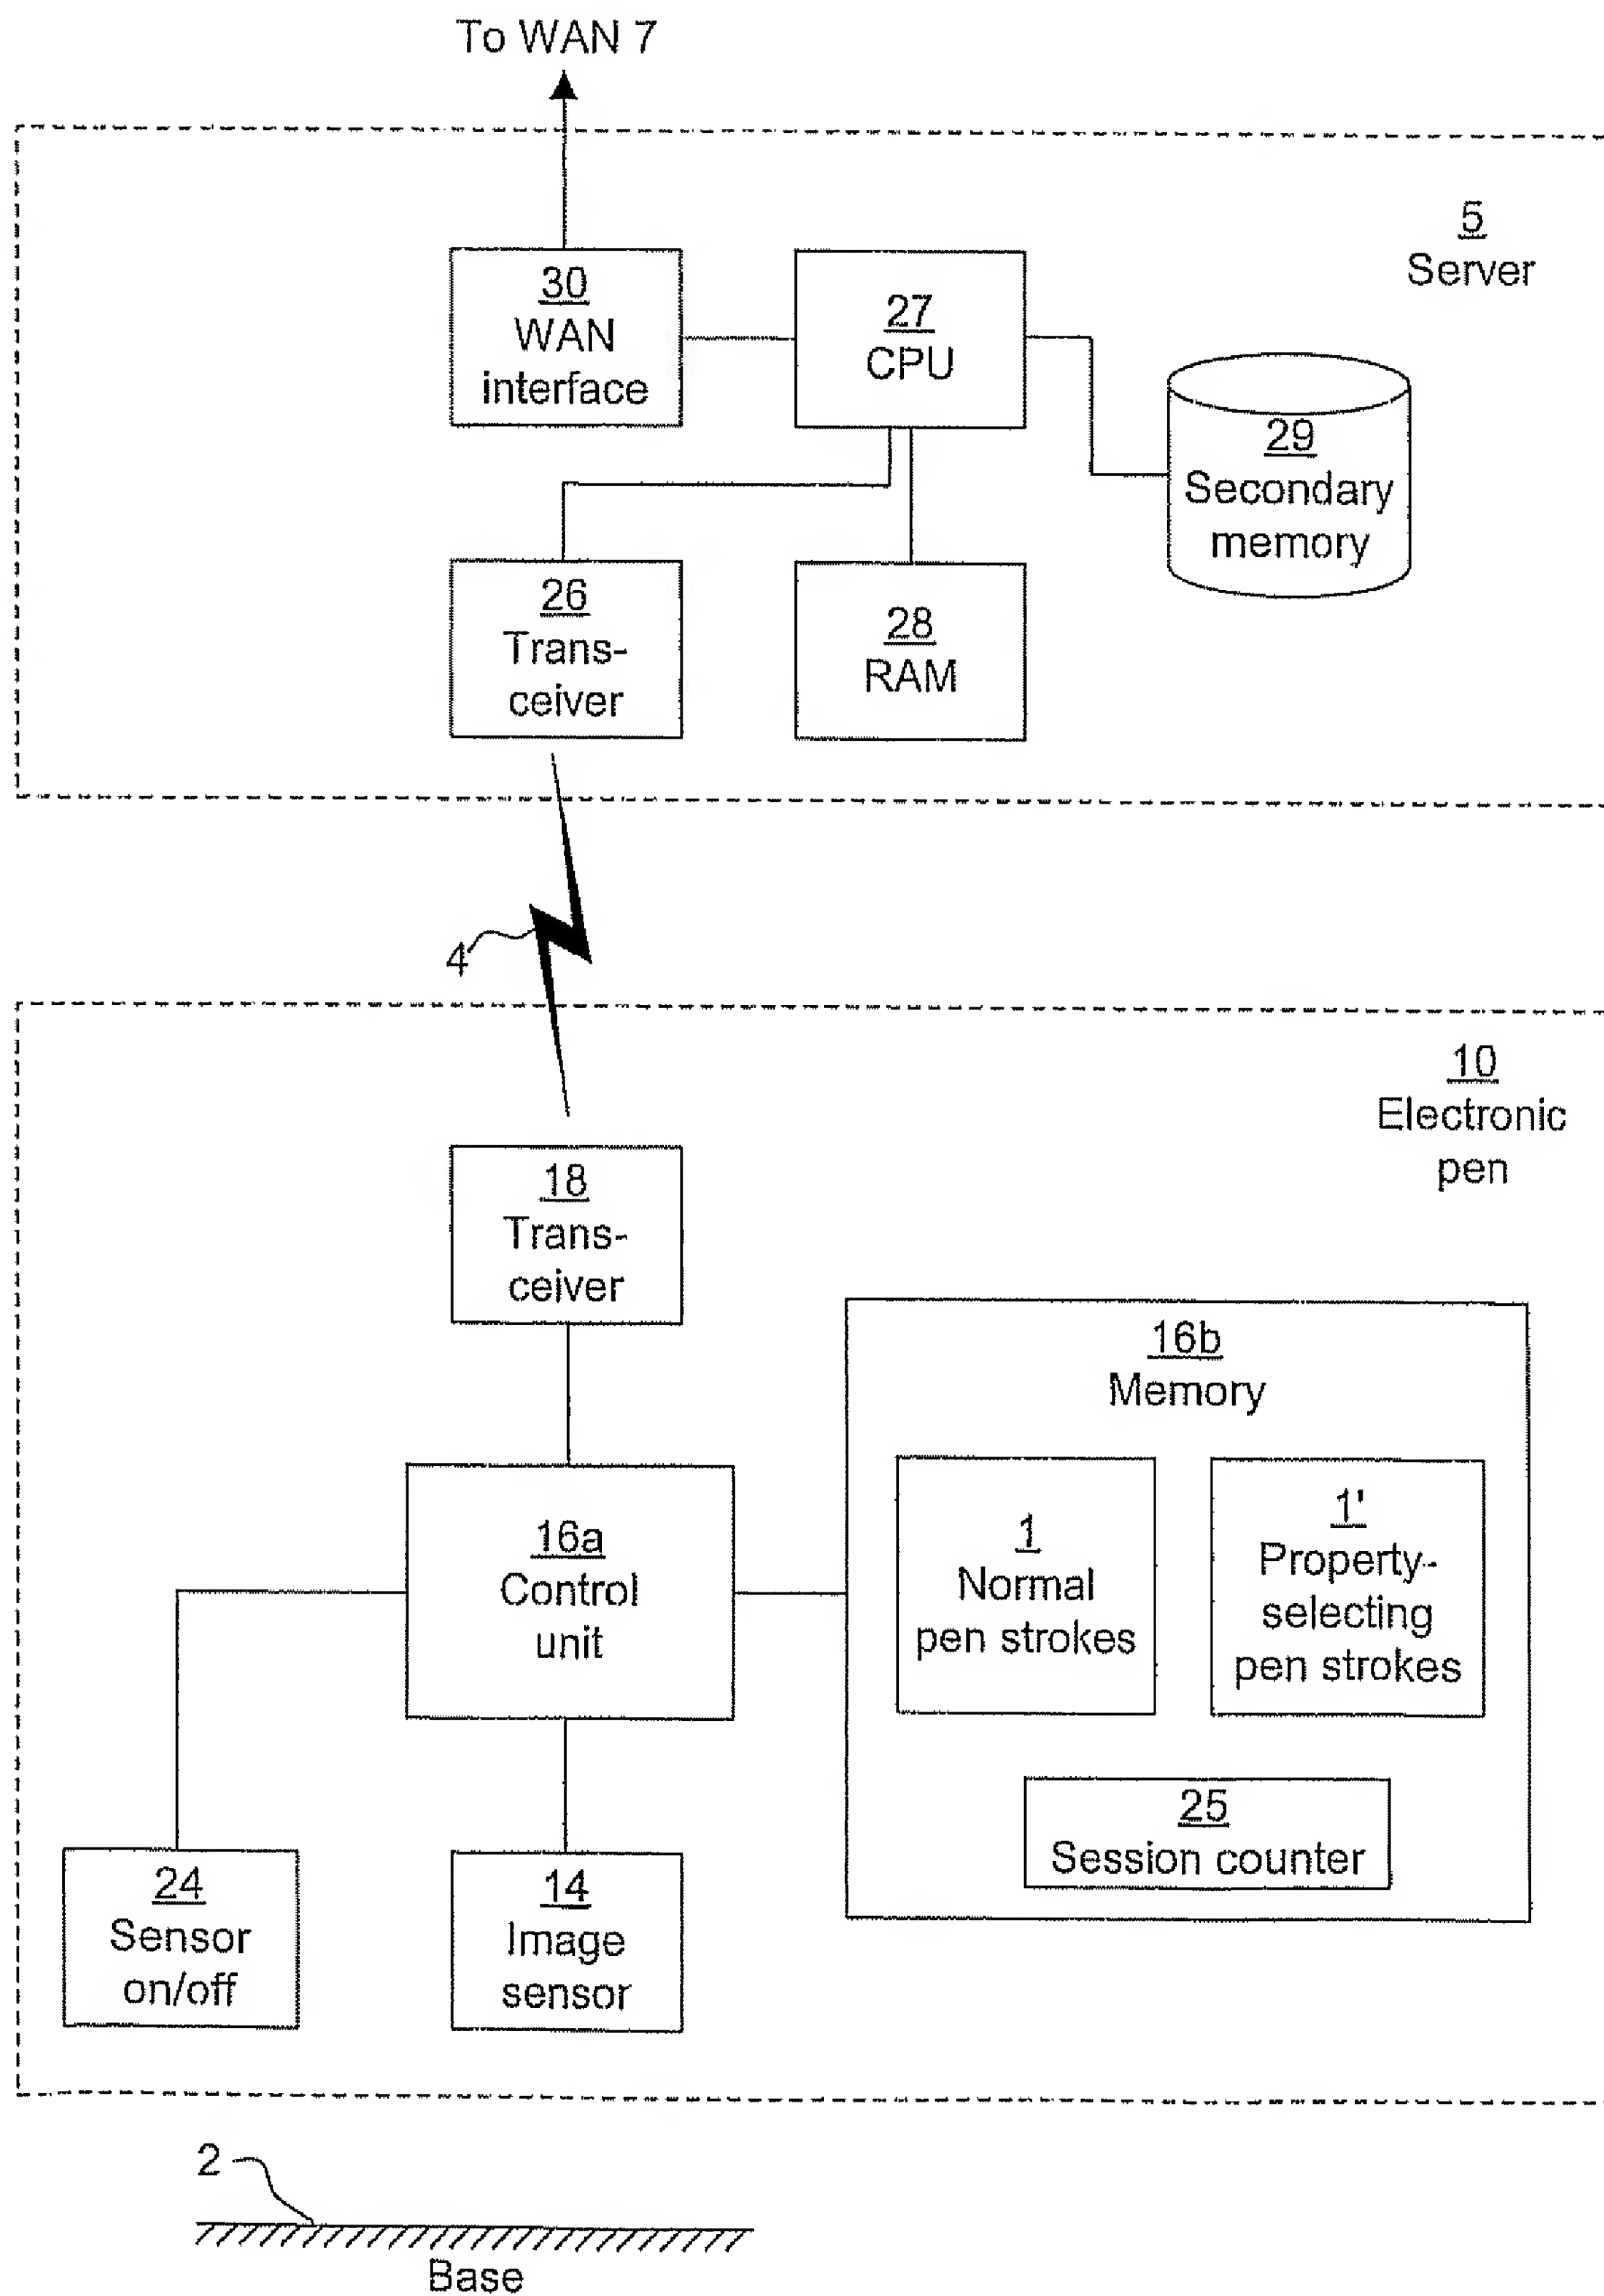 To WAN 7
5
Server
30
WAN
interface
27
CPU
29
Secondary
memory
26
Trans-
ceiver
28
RAM
4
10
Electronic
pen
18
Trans-
ceiver
16b
Memory
16a
Control
unit
1
Normal
pen strokes
1'
Property-
selecting
pen strokes
25
Session counter
24
Sensor
on/off
14
Image
sensor
2
Base